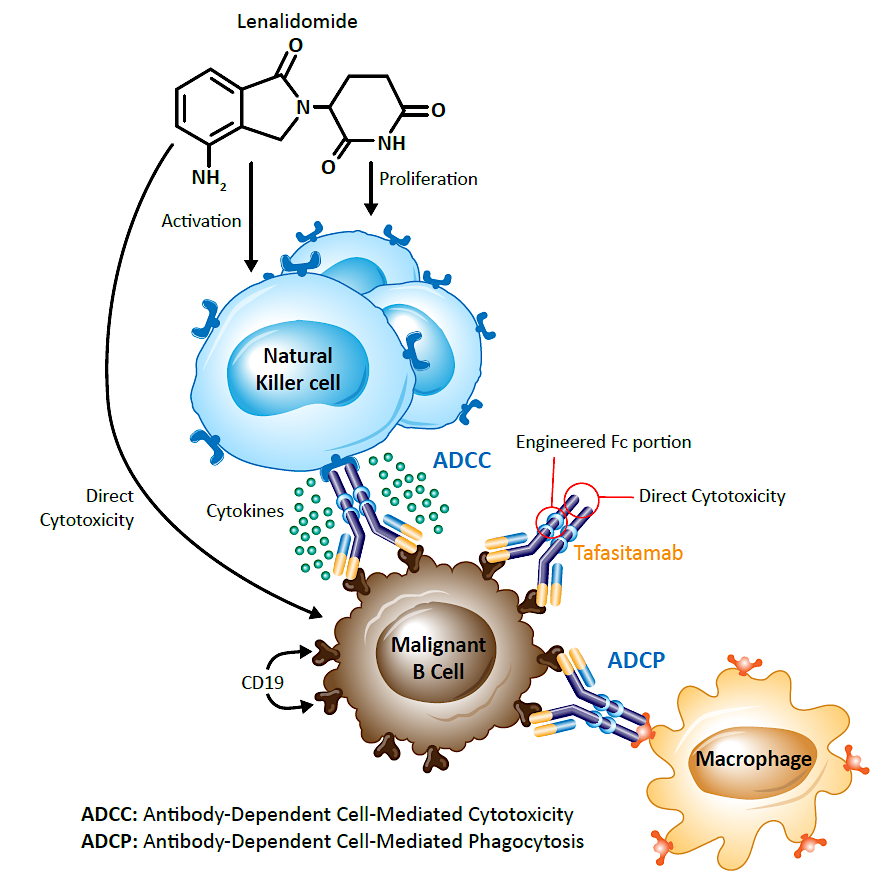 Lenalidomide
O
N
O
NH
O
NH2
Proliferation
Activation
Natural
Killer cell
ADCC
Engineered Fc portion
Direct
Cytotoxicity
Cytokines
Direct Cytotoxicity
Tafasitamab
Malignant
B Cell
ADCP
CD19
Macrophage
ADCC: Antibody-Dependent Cell-Mediated Cytotoxicity
ADCP: Antibody-Dependent Cell-Mediated Phagocytosis